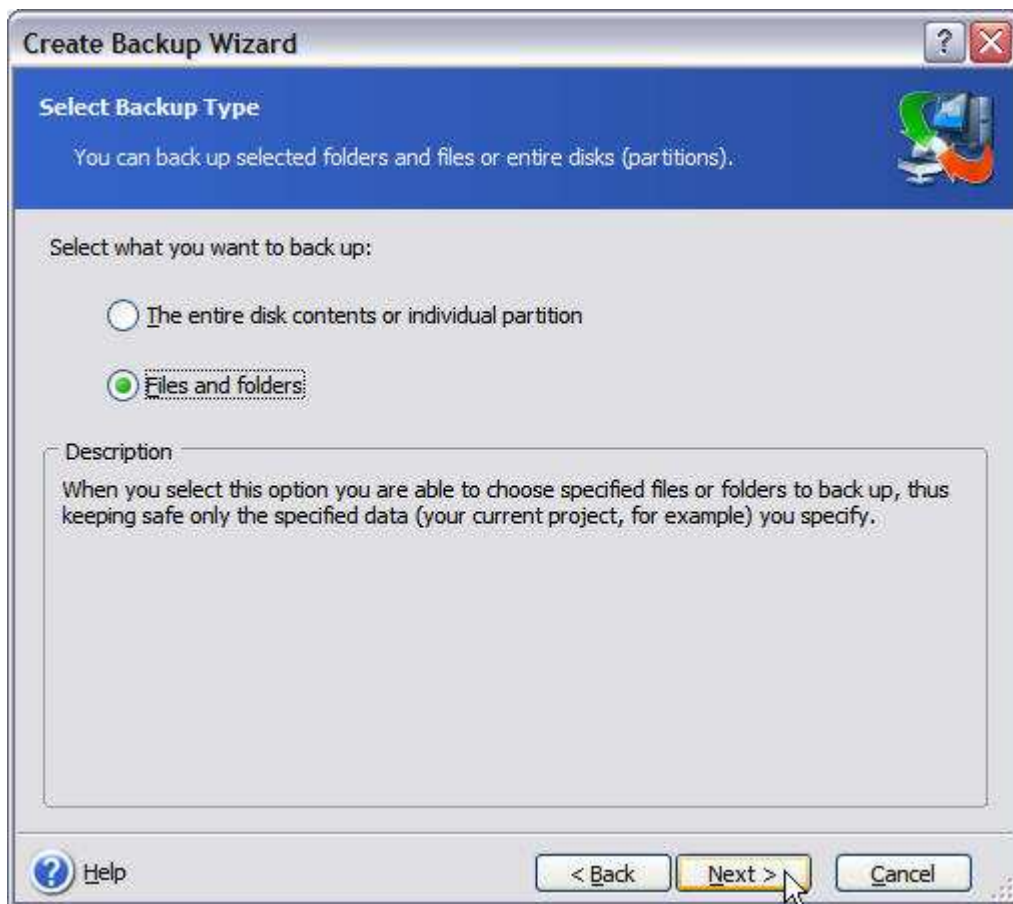 Create Backup Wizard
?
Select Backup Type
You can back up selected folders and files or entire disks (partitions).
Select what you want to back up:
The entire disk contents or individual partition
Files and folders
Description
When you select this option you are able to choose specified files or folders to back up, thus
keeping safe only the specified data (your current project, for example) you specify.
? Help
< Back
Next >
Cancel